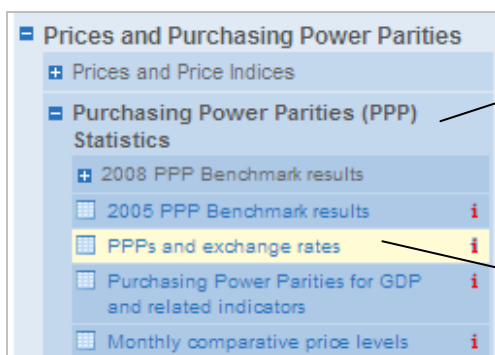 Prices and Purchasing Power Parities
Prices and Price Indices
Purchasing Power Parities (PPP)
Statistics
2008 PPP Benchmark results
2005 PPP Benchmark results i
PPPs and exchange rates i
Purchasing Power Parities for GDP i
and related indicators
Monthly comparative price levels i